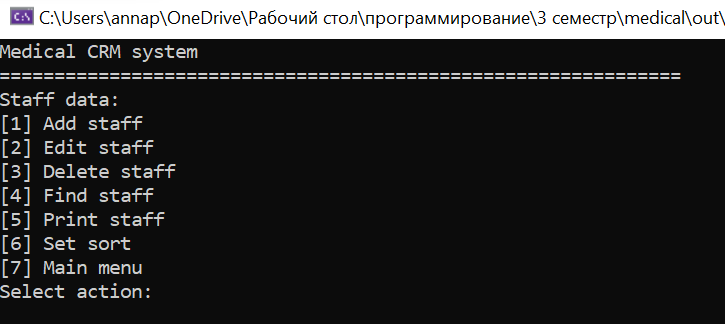 C:\Users\annap\OneDrive\Рабочий стол\программирование\3 семестр\medical\out\
Medical CRM system
==============================================================
Staff data:
[1] Add staff
[2] Edit staff
[3] Delete staff
[4] Find staff
[5] Print staff
[6] Set sort
[7] Main menu
Select action: